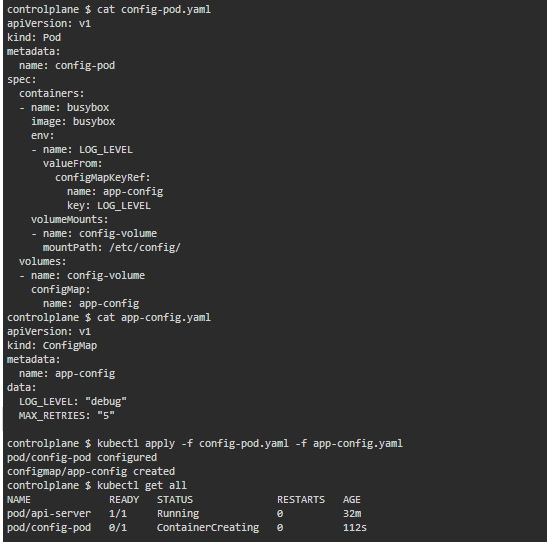 controlplane $ cat config-pod.yaml
apiVersion: v1
kind: Pod
metadata:
  name: config-pod
spec:
  containers:
  - name: busybox
    image: busybox
    env:
    - name: LOG_LEVEL
      valueFrom:
        configMapKeyRef:
          name: app-config
          key: LOG_LEVEL
    volumeMounts:
    - name: config-volume
      mountPath: /etc/config/
  volumes:
  - name: config-volume
    configMap:
      name: app-config
controlplane $ cat app-config.yaml
apiVersion: v1
kind: ConfigMap
metadata:
  name: app-config
data:
  LOG_LEVEL: "debug"
  MAX_RETRIES: "5"

controlplane $ kubectl apply -f config-pod.yaml -f app-config.yaml
pod/config-pod configured
configmap/app-config created
controlplane $ kubectl get all
NAME             READY   STATUS              RESTARTS   AGE
pod/api-server   1/1     Running             0          32m
pod/config-pod   0/1     ContainerCreating   0          112s